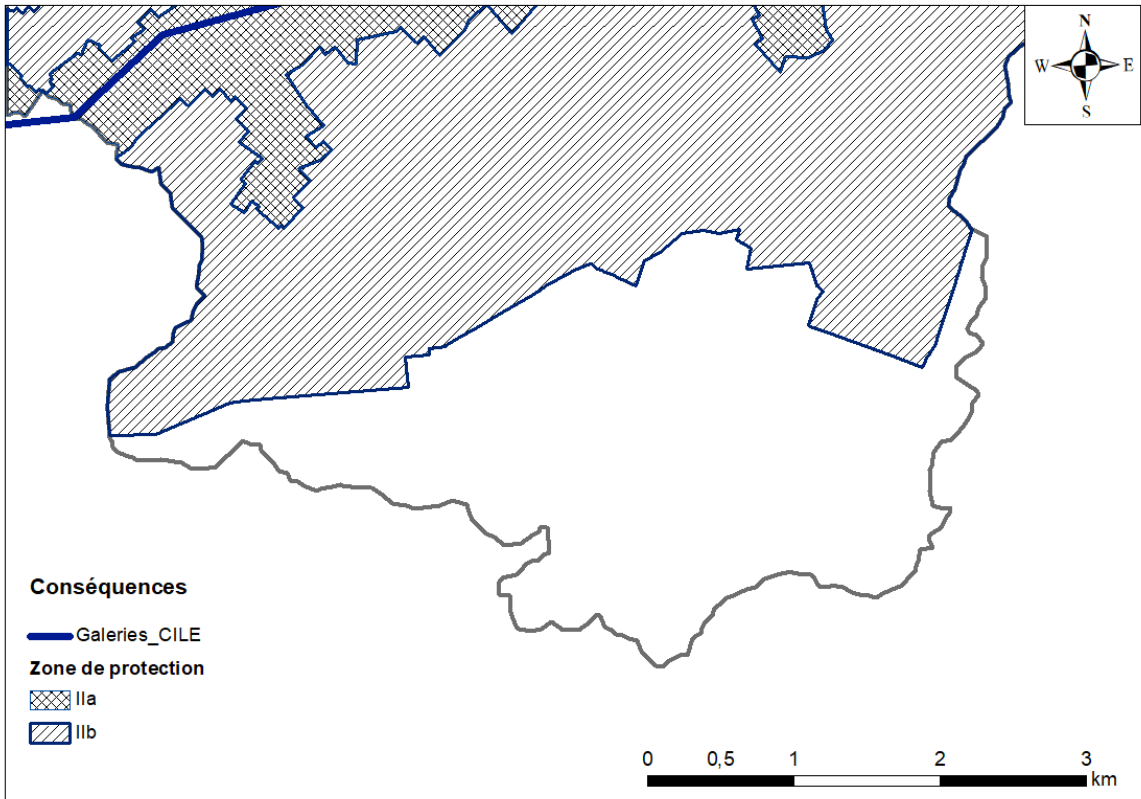 N
W E
S
Conséquences
Galeries_CILE
Zone de protection
IIa
IIb
0 0,5 1 2 3
km